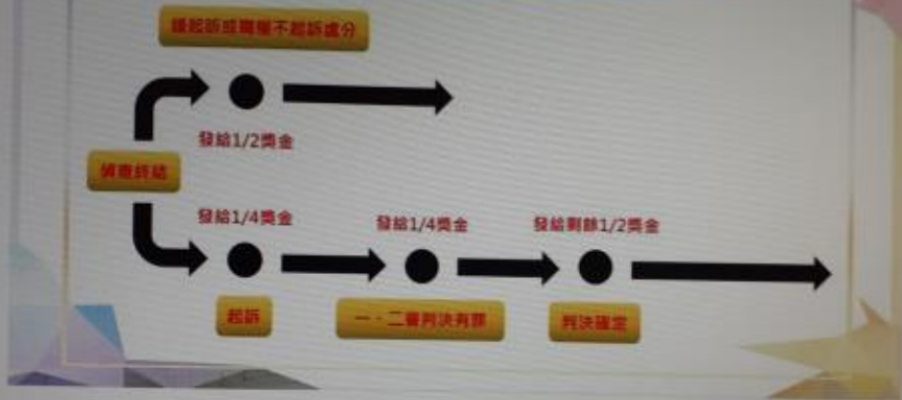 緩起訴或職權不起訴處分
發給1/2獎金
偵查終結
發給1/4獎金
發給1/4獎金
發給剩餘1/2獎金
起訴
一、二審判決有罪
判決確定